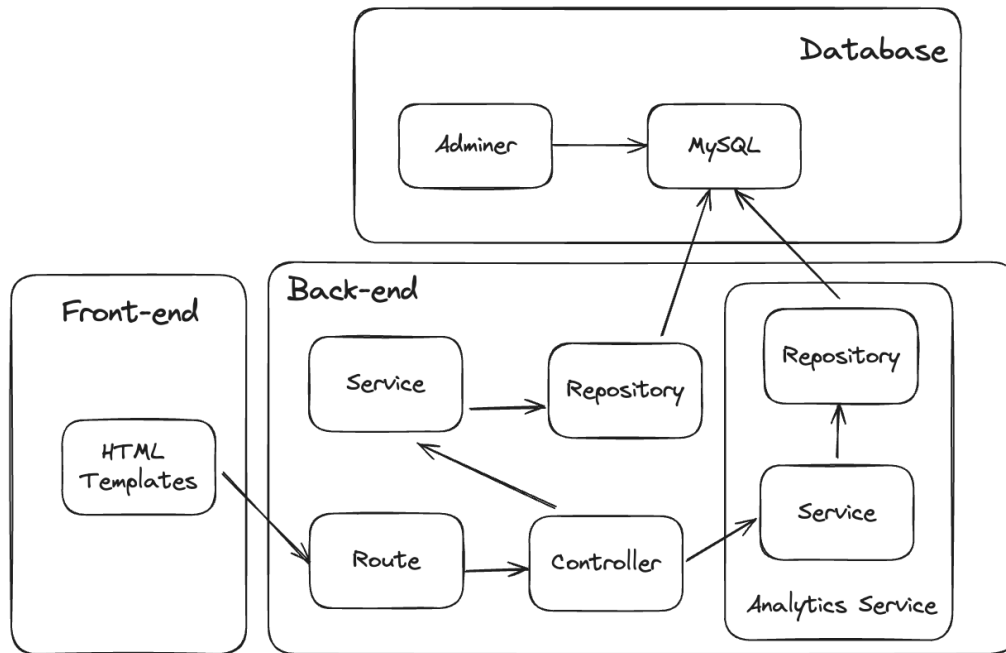 Database
Adminer
MySQL
Front-end
HTML
Templates
Back-end
Service
Repository
Route
Controller
Repository
Service
Analytics Service